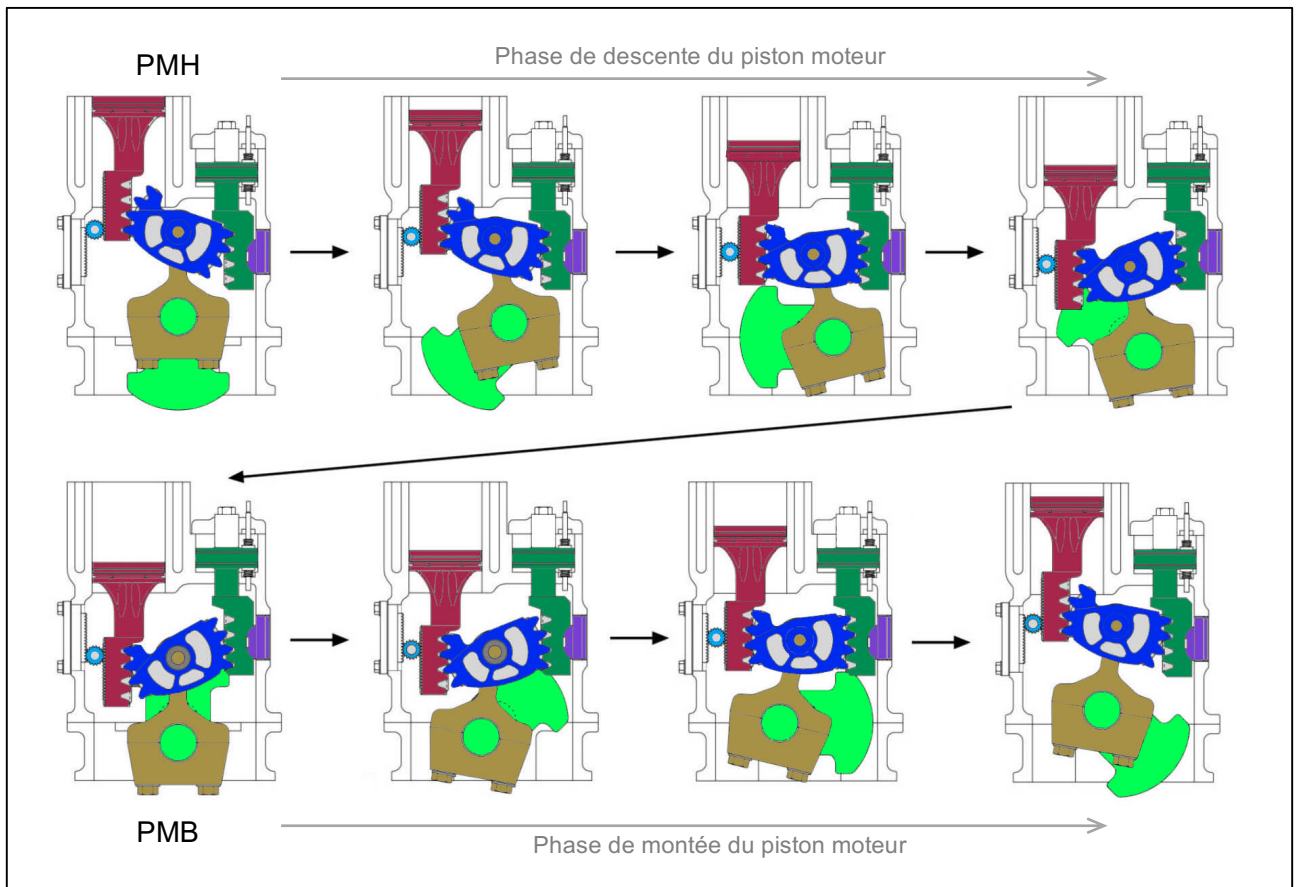 PMH
Phase de descente du piston moteur
PMB
Phase de montée du piston moteur